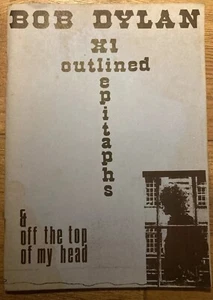 BOB DYLAN
XI
outlined
epitaphs
&
off the top
of my head